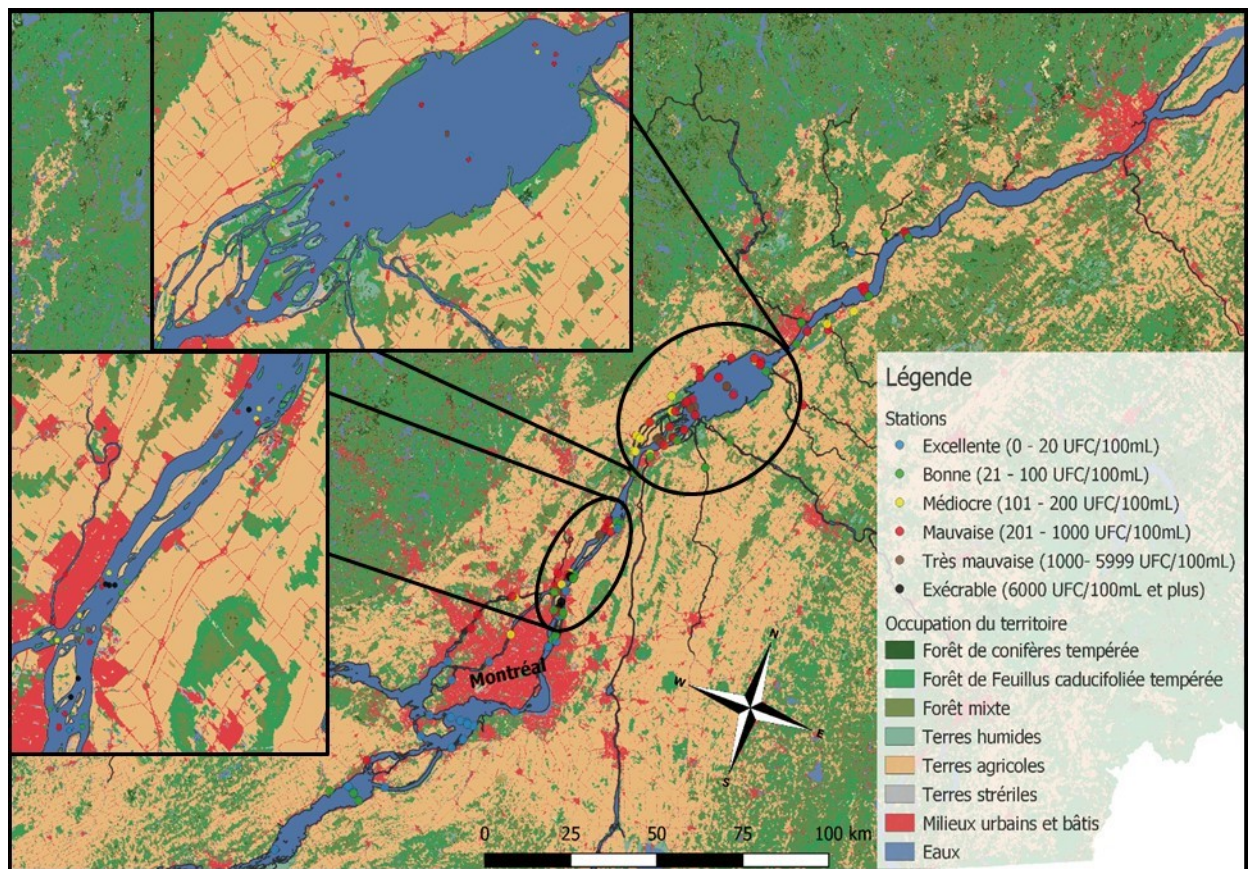 Légende
Stations
Excellente (0 - 20 UFC/100mL)
Bonne (21 - 100 UFC/100mL)
Médiocre (101 - 200 UFC/100mL)
Mauvaise (201 - 1000 UFC/100mL)
Très mauvaise (1000- 5999 UFC/100mL)
Exécrable (6000 UFC/100mL et plus)
Occupation du territoire
Forêt de conifères tempérée
Forêt de Feuillus caducifoliée tempérée
Forêt mixte
Terres humides
Terres agricoles
Terres strériles
Milieux urbains et bâtis
Eaux
Montréal
N
W
E
S
0 25 50 75 100 km